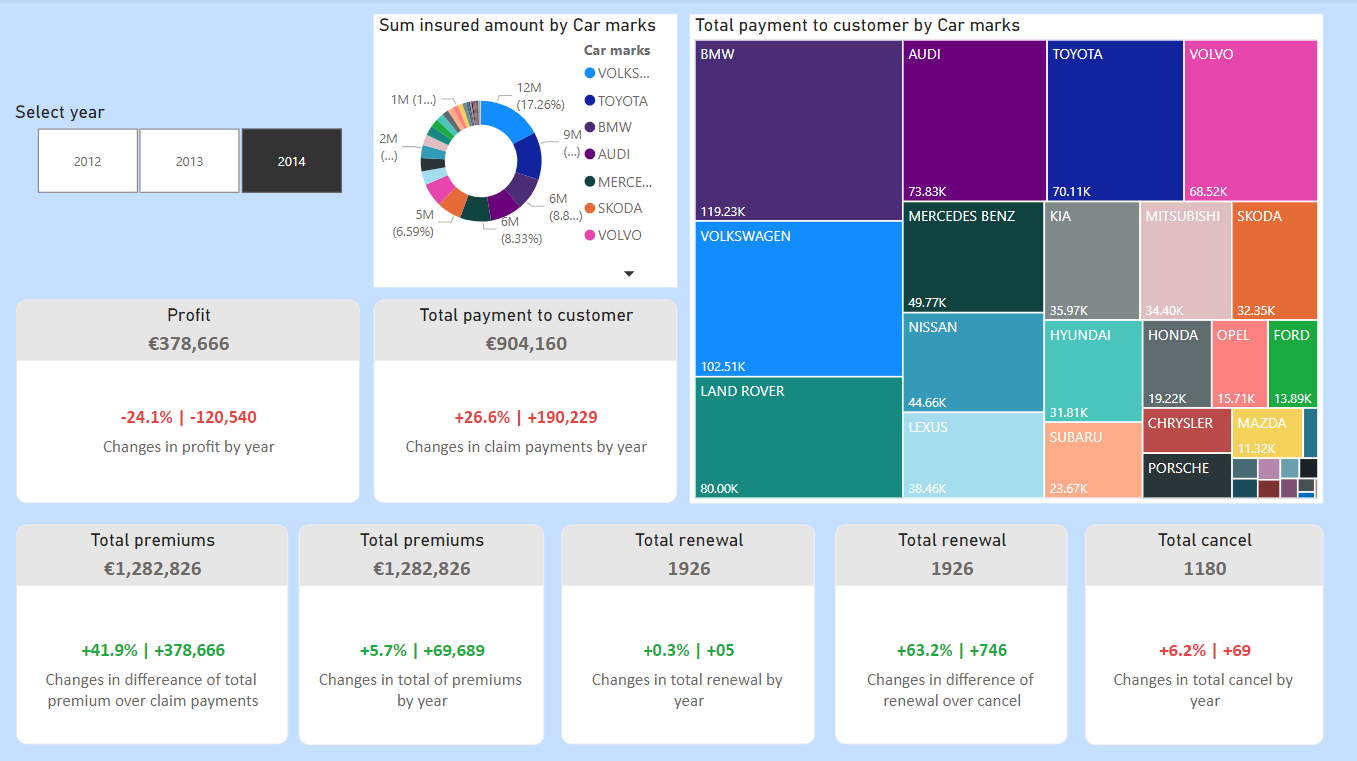 Select year
2012
2013
2014
Sum insured amount by Car marks
Car marks
VOLKS...
TOYOTA
BMW
AUDI
MERCE...
SKODA
VOLVO
12M
(17.26%)
9M
(...)
6M
(8.8...)
6M
(8.33%)
5M
(6.59%)
2M
(...)
1M (1...)
Total payment to customer by Car marks
BMW
119.23K
VOLKSWAGEN
102.51K
LAND ROVER
80.00K
AUDI
73.83K
TOYOTA
70.11K
VOLVO
68.52K
MERCEDES BENZ
49.77K
NISSAN
44.66K
LEXUS
38.46K
KIA
35.97K
MITSUBISHI
34.40K
SKODA
32.35K
HYUNDAI
31.81K
SUBARU
23.67K
HONDA
19.22K
OPEL
15.71K
FORD
13.89K
CHRYSLER
PORSCHE
MAZDA
11.32K
Profit
€378,666
-24.1% | -120,540
Changes in profit by year
Total payment to customer
€904,160
+26.6% | +190,229
Changes in claim payments by year
Total premiums
€1,282,826
+41.9% | +378,666
Changes in differeance of total
premium over claim payments
Total premiums
€1,282,826
+5.7% | +69,689
Changes in total of premiums
by year
Total renewal
1926
+0.3% | +05
Changes in total renewal by
year
Total renewal
1926
+63.2% | +746
Changes in difference of
renewal over cancel
Total cancel
1180
+6.2% | +69
Changes in total cancel by
year